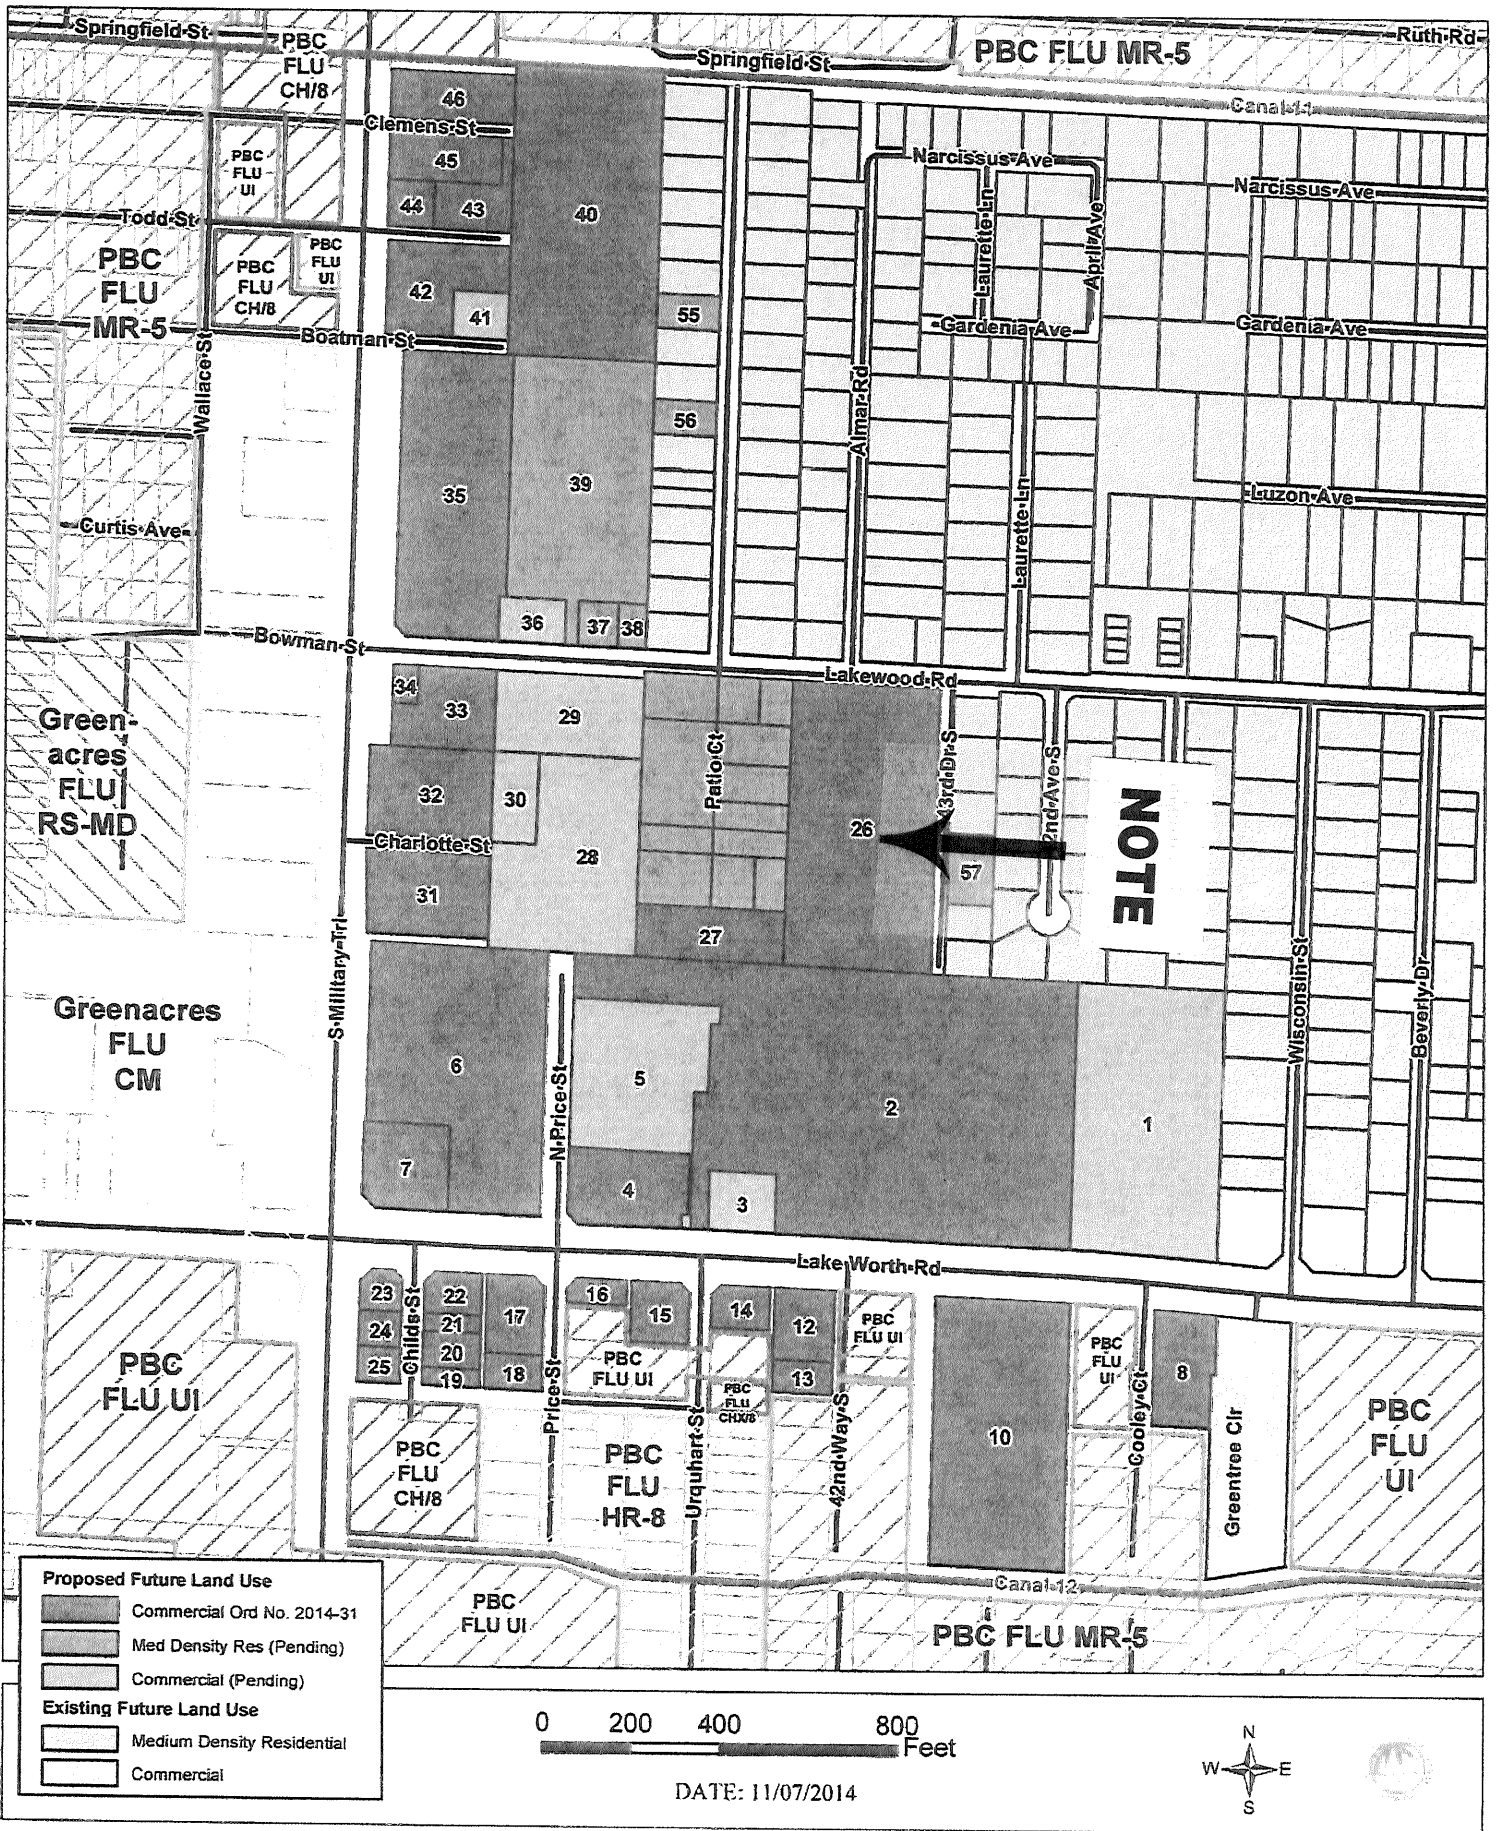 Springfield St
PBC
FLU
CH/8
Springfield St
PBC FLU MR-5
Ruth Rd
Canal 11
46
Clemens St
45
44
43
40
PBC
FLU
UI
Todd St
PBC
FLU
MR-5
PBC
FLU
CH/8
PBC
FLU
UI
42
41
Boatman St
Wallace St
Narcissus Ave
Narcissus Ave
Laurette Ln
April Ave
Gardenia Ave
Gardenia Ave
55
56
Almar Rd
35
39
Laurette Ln
Luzon Ave
Curtis Ave
36
37
38
Bowman St
Lakewood Rd
34
33
29
Green-
acres
FLU
RS-MD
32
30
Patio Ct
43rd Dr S
2nd Ave S
NOTE
26
Charlotte St
28
57
31
27
S Military Trl
Wisconsin St
Beverly Dr
Greenacres
FLU
CM
6
N Price St
5
2
1
7
4
3
Lake Worth Rd
23
22
17
16
15
14
12
PBC
FLU UI
24
21
Childs St
20
25
19
18
13
PBC
FLU UI
PBC
FLU UI
Price St
PBC
FLU
CHX/8
PBC
FLU
UI
8
Cooley Ct
10
Greentree Cir
PBC
FLU
UI
PBC
FLU
CH/8
PBC
FLU
HR-8
Urquhart St
42nd Way S
Canal 12
PBC
FLU UI
PBC FLU MR-5
Proposed Future Land Use
Commercial Ord No. 2014-31
Med Density Res (Pending)
Commercial (Pending)
Existing Future Land Use
Medium Density Residential
Commercial
0 200 400 800
Feet
DATE: 11/07/2014
N
W E
S